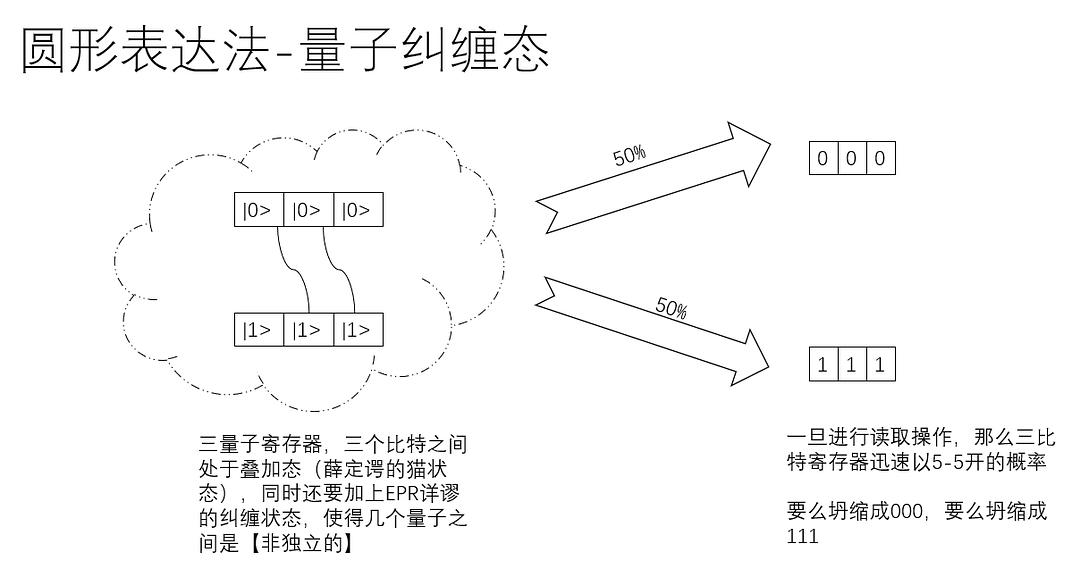 圆形表达法-量子纠缠态
50%
0 0 0
|0> |0> |0>
|1> |1> |1>
50%
1 1 1
三量子寄存器，三个比特之间
处于叠加态（薛定谔的猫状
态），同时还要加上EPR详谬
的纠缠状态，使得几个量子之
间是【非独立的】
一旦进行读取操作，那么三比
特寄存器迅速以5-5开的概率
要么坍缩成000，要么坍缩成
111